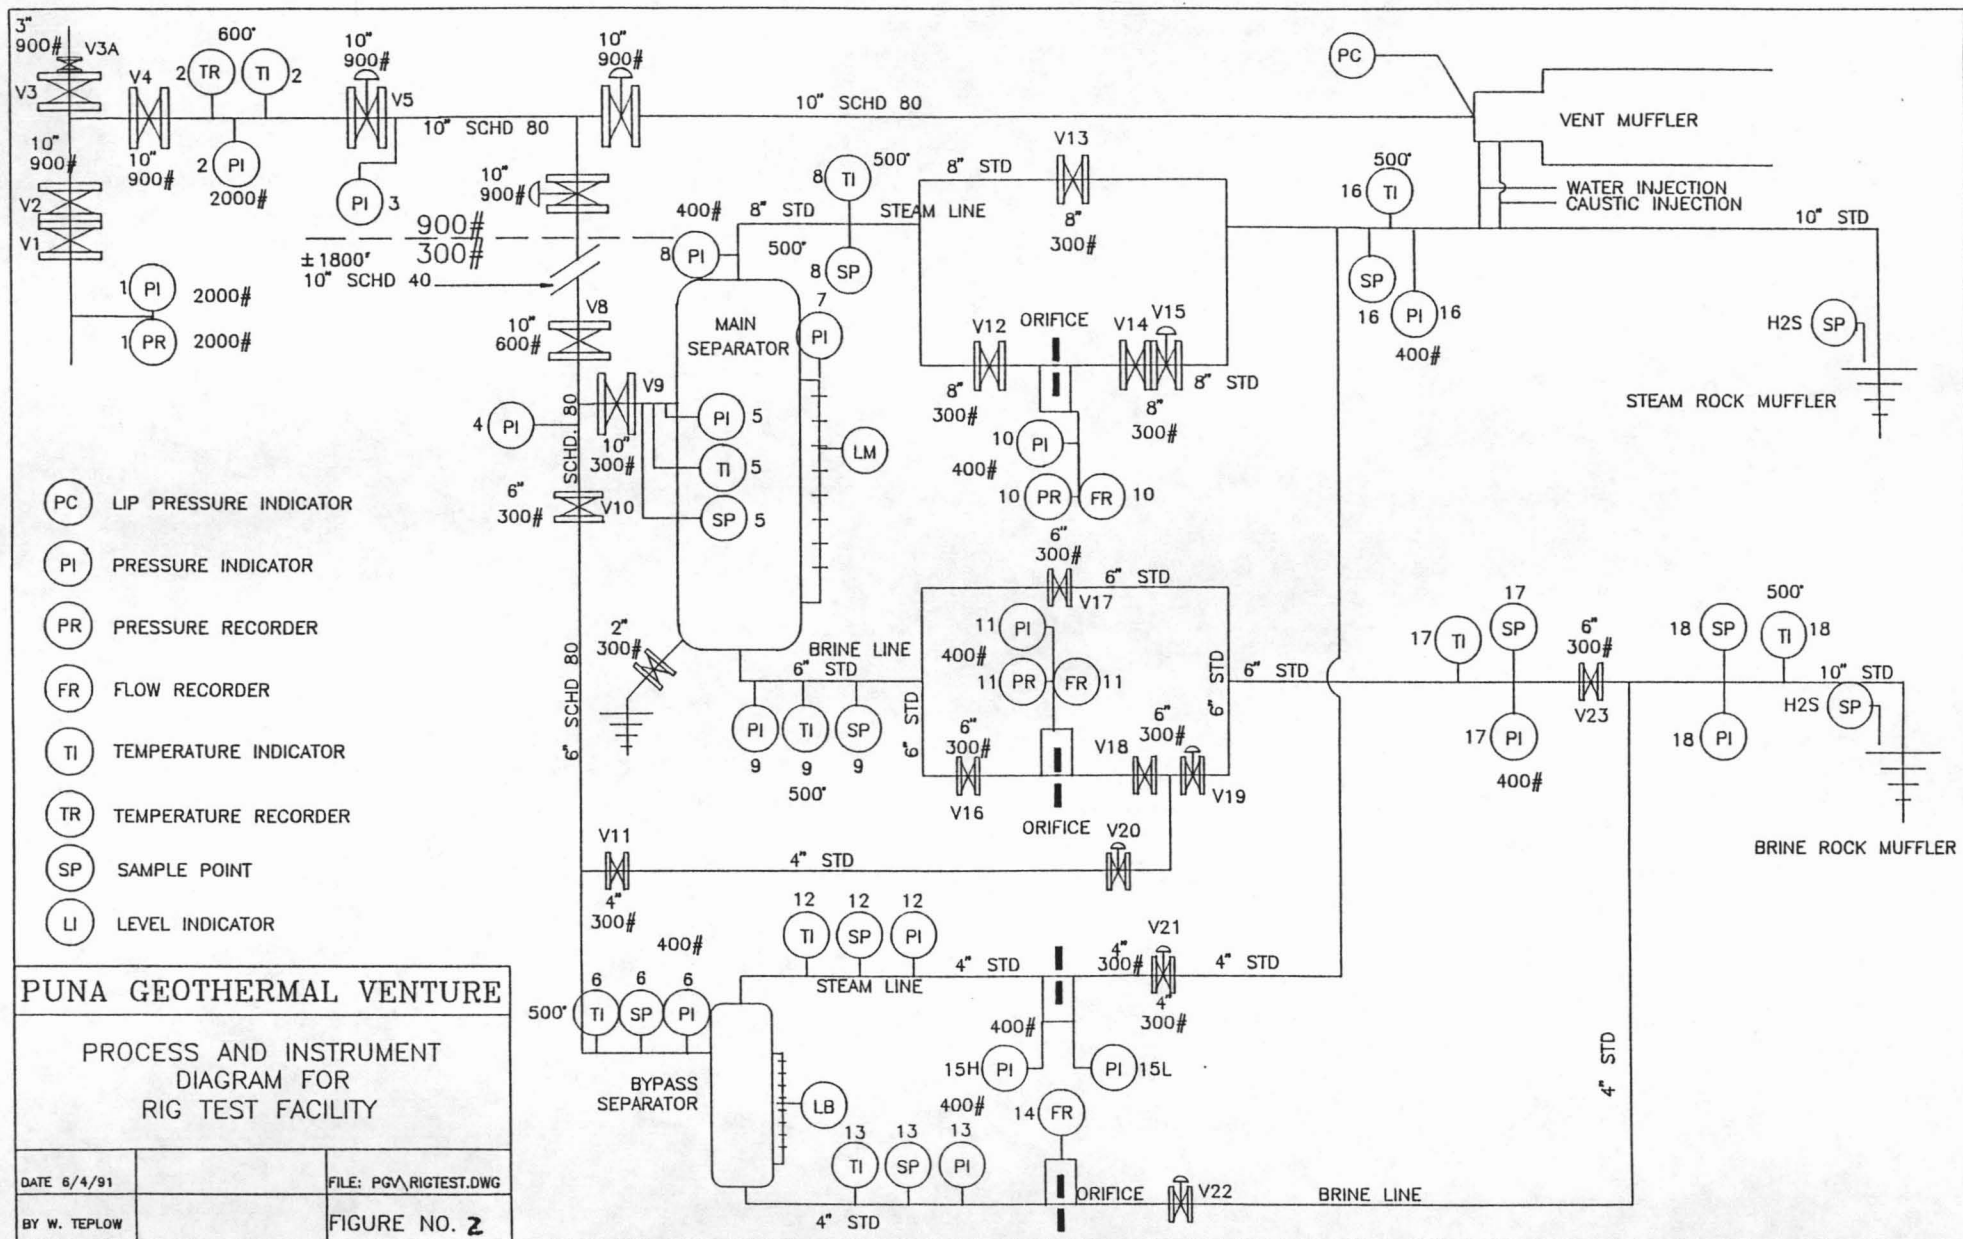 3"
900#
V3A
V3
V4
10"
900#
600°
2 TR
TI 2
2 PI
2000#
10"
900#
V5
10" SCHD 80
PI 3
10"
900#
10" SCHD 80
PC
VENT MUFFLER
WATER INJECTION
CAUSTIC INJECTION
10"
900#
V2
V1
1 PI 2000#
1 PR 2000#
10"
900#
900#
300#
± 1800'
10" SCHD 40
400#
8 PI
8" STD
500°
8 TI
500°
STEAM LINE
8 SP
8" STD
V13
8"
300#
500°
16 TI
10" STD
SP
16
PI 16
400#
H2S SP
STEAM ROCK MUFFLER
V8
10"
600#
MAIN
SEPARATOR
7
PI
LM
V12
8"
300#
ORIFICE
V14
V15
8"
300#
8" STD
10 PI
400#
10 PR
FR 10
V9
10"
300#
4 PI
SCHD. 80
PI 5
TI 5
SP 5
6"
300#
V10
6" SCHD 80
2"
300#
BRINE LINE
6" STD
PI
9
TI
9
500°
SP
9
6" STD
6"
300#
V17
6" STD
11 PI
400#
11 PR
FR 11
6"
300#
V16
ORIFICE
V18
6"
300#
V19
6" STD
6" STD
17 TI
17
SP
17 PI
400#
6"
300#
V23
18 SP
500°
TI 18
18 PI
10" STD
H2S SP
BRINE ROCK MUFFLER
V11
4"
300#
4" STD
V20
12
TI
12
SP
12
PI
STEAM LINE
4" STD
4"
300#
V21
4"
300#
4" STD
400#
500°
6
TI
6
SP
6
PI
BYPASS
SEPARATOR
LB
400#
15H PI
PI 15L
400#
14 FR
13
TI
13
SP
13
PI
4" STD
ORIFICE
V22
BRINE LINE
4" STD
PC LIP PRESSURE INDICATOR
PI PRESSURE INDICATOR
PR PRESSURE RECORDER
FR FLOW RECORDER
TI TEMPERATURE INDICATOR
TR TEMPERATURE RECORDER
SP SAMPLE POINT
LI LEVEL INDICATOR
PUNA GEOTHERMAL VENTURE
PROCESS AND INSTRUMENT
DIAGRAM FOR
RIG TEST FACILITY
DATE 6/4/91
FILE: PGV\RIGTEST.DWG
BY W. TEPLOW
FIGURE NO. 2